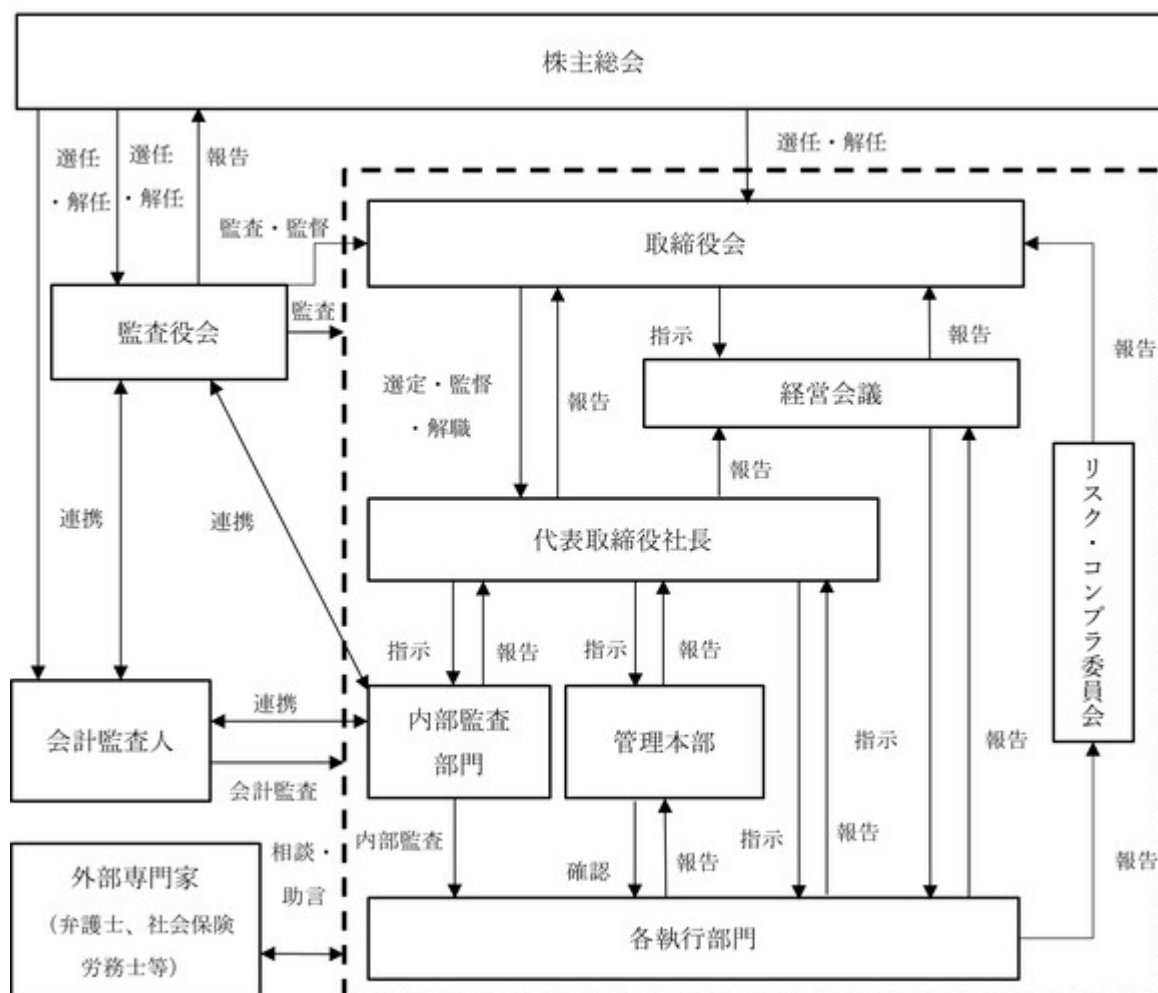 株主総会
選任
・解任
選任
・解任
報告
選任・解任
監査・監督
取締役会
監査役会
監査
指示
報告
報告
選定・監督
・解職
報告
経営会議
報告
連携
連携
代表取締役社長
リスク・コンプラ委員会
指示
報告
指示
報告
連携
会計監査人
内部監査
部門
管理本部
指示
報告
会計監査
内部監査
確認
報告
指示
報告
報告
相談・
助言
外部専門家
(弁護士、社会保険
労務士等)
各執行部門